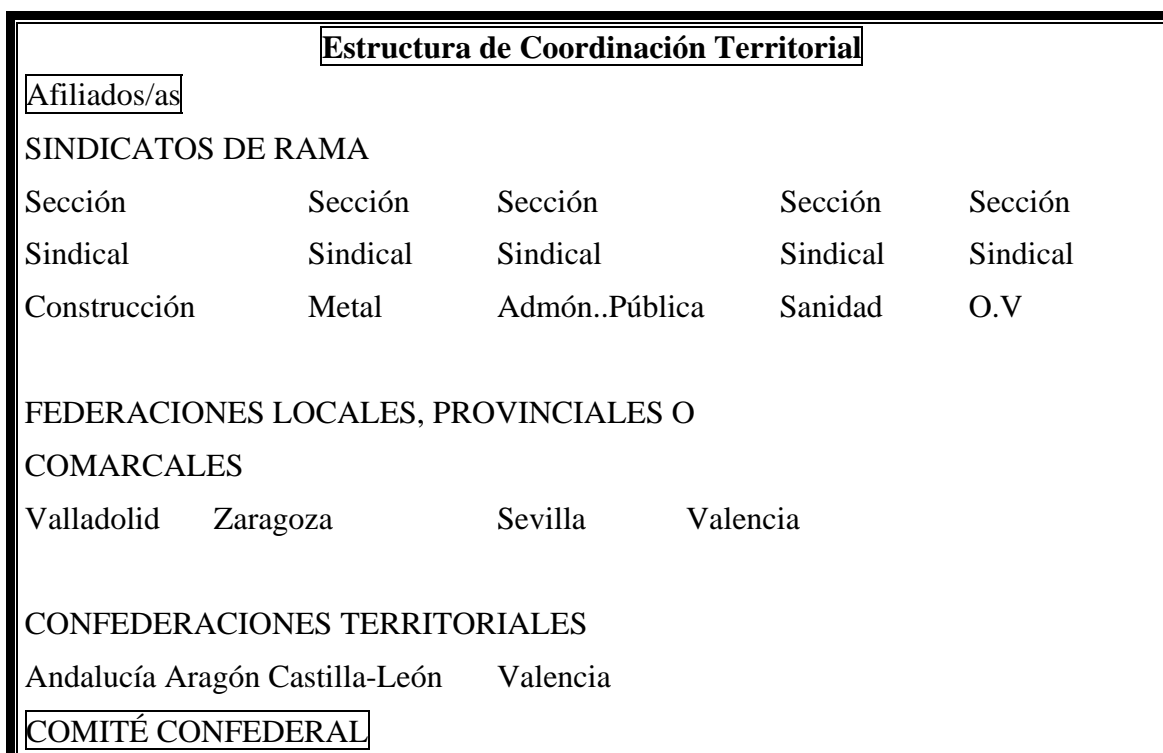 Estructura de Coordinación Territorial
Afiliados/as
SINDICATOS DE RAMA
Sección Sección Sección Sección Sección
Sindical Sindical Sindical Sindical Sindical
Construcción Metal Admón..Pública Sanidad O.V
FEDERACIONES LOCALES, PROVINCIALES O
COMARCALES
Valladolid Zaragoza Sevilla Valencia
CONFEDERACIONES TERRITORIALES
Andalucía Aragón Castilla-León Valencia
COMITÉ CONFEDERAL